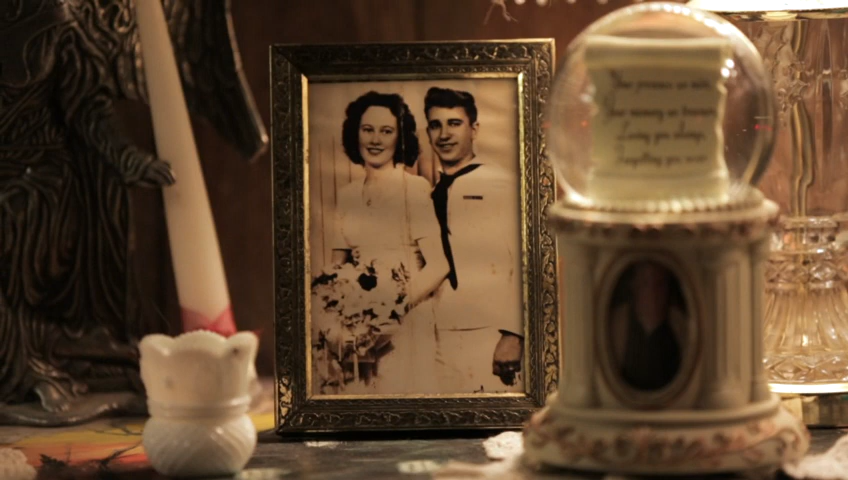 Your presence we miss,
Your memory we treasure,
Loving you always,
Forgetting you never.